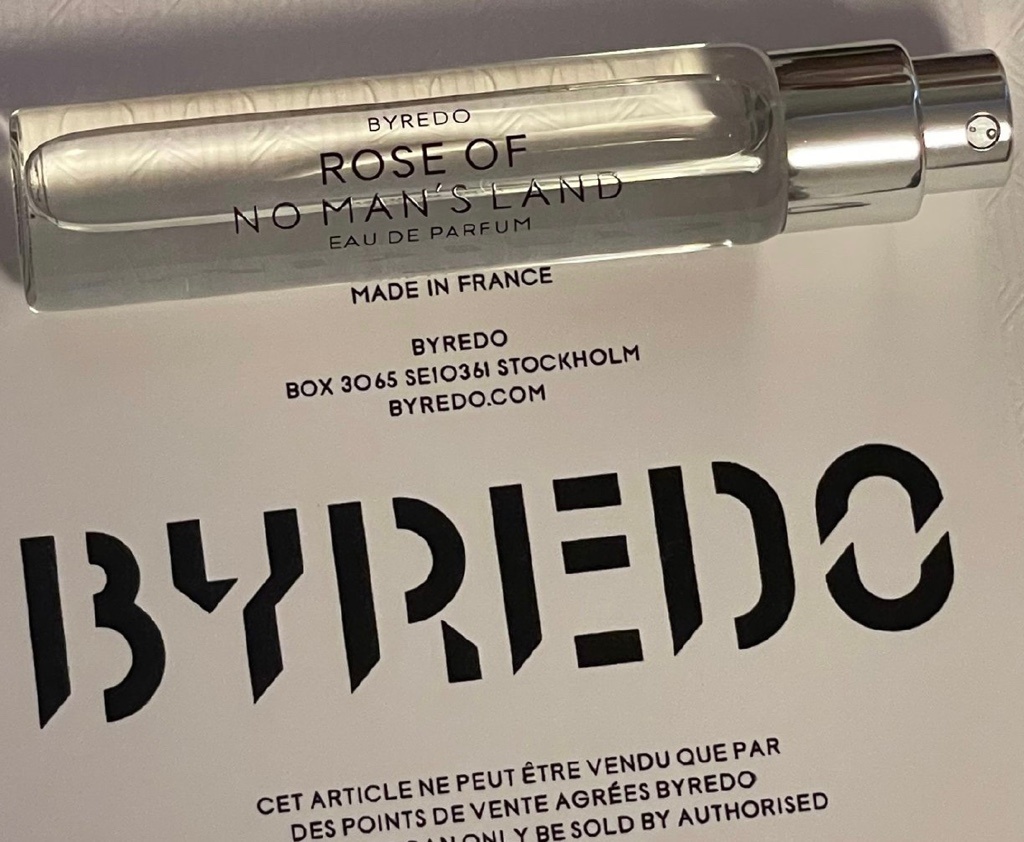 BYREDO
ROSE OF
NO MAN'S LAND
EAU DE PARFUM
MADE IN FRANCE
BYREDO
BOX 3065 SE10361 STOCKHOLM
BYREDO.COM
BYREDO
CET ARTICLE NE PEUT ÊTRE VENDU QUE PAR
DES POINTS DE VENTE AGRÉES BYREDO
ONLY BE SOLD BY AUTHORISED